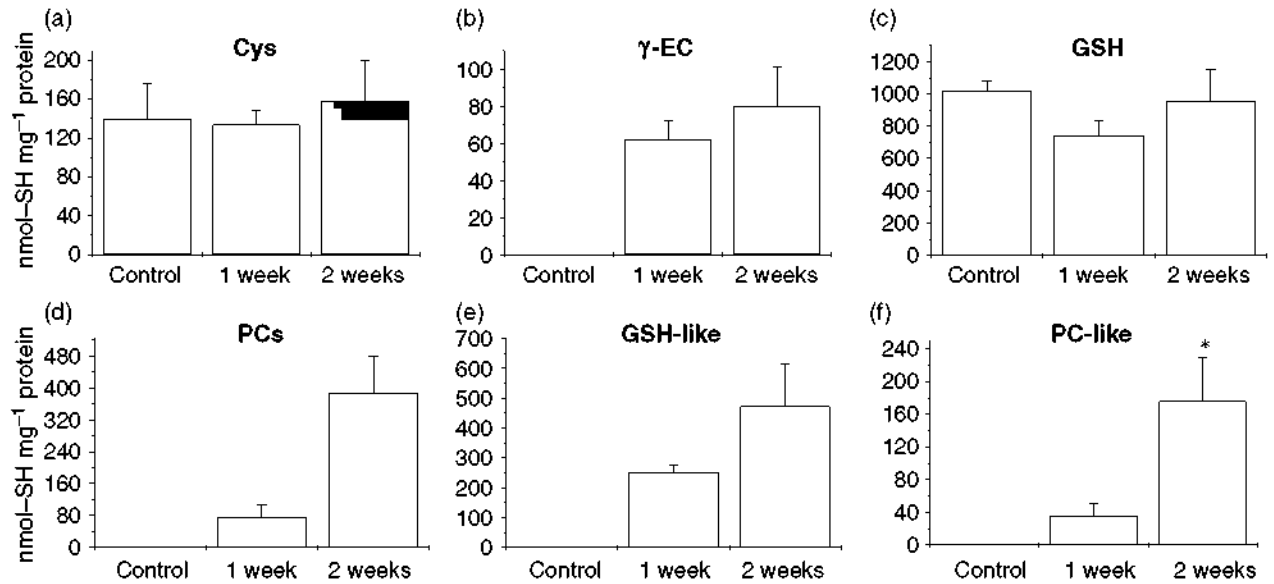 (a)
Cys
nmol–SH mg⁻¹ protein
200
160
120
80
40
0
Control 1 week 2 weeks
(b)
γ-EC
100
80
60
40
20
0
Control 1 week 2 weeks
(c)
GSH
1200
1000
800
600
400
200
0
Control 1 week 2 weeks
(d)
PCs
nmol–SH mg⁻¹ protein
480
400
320
240
160
80
0
Control 1 week 2 weeks
(e)
GSH-like
700
600
500
400
300
200
100
0
Control 1 week 2 weeks
(f)
PC-like
*
240
200
160
120
80
40
0
Control 1 week 2 weeks